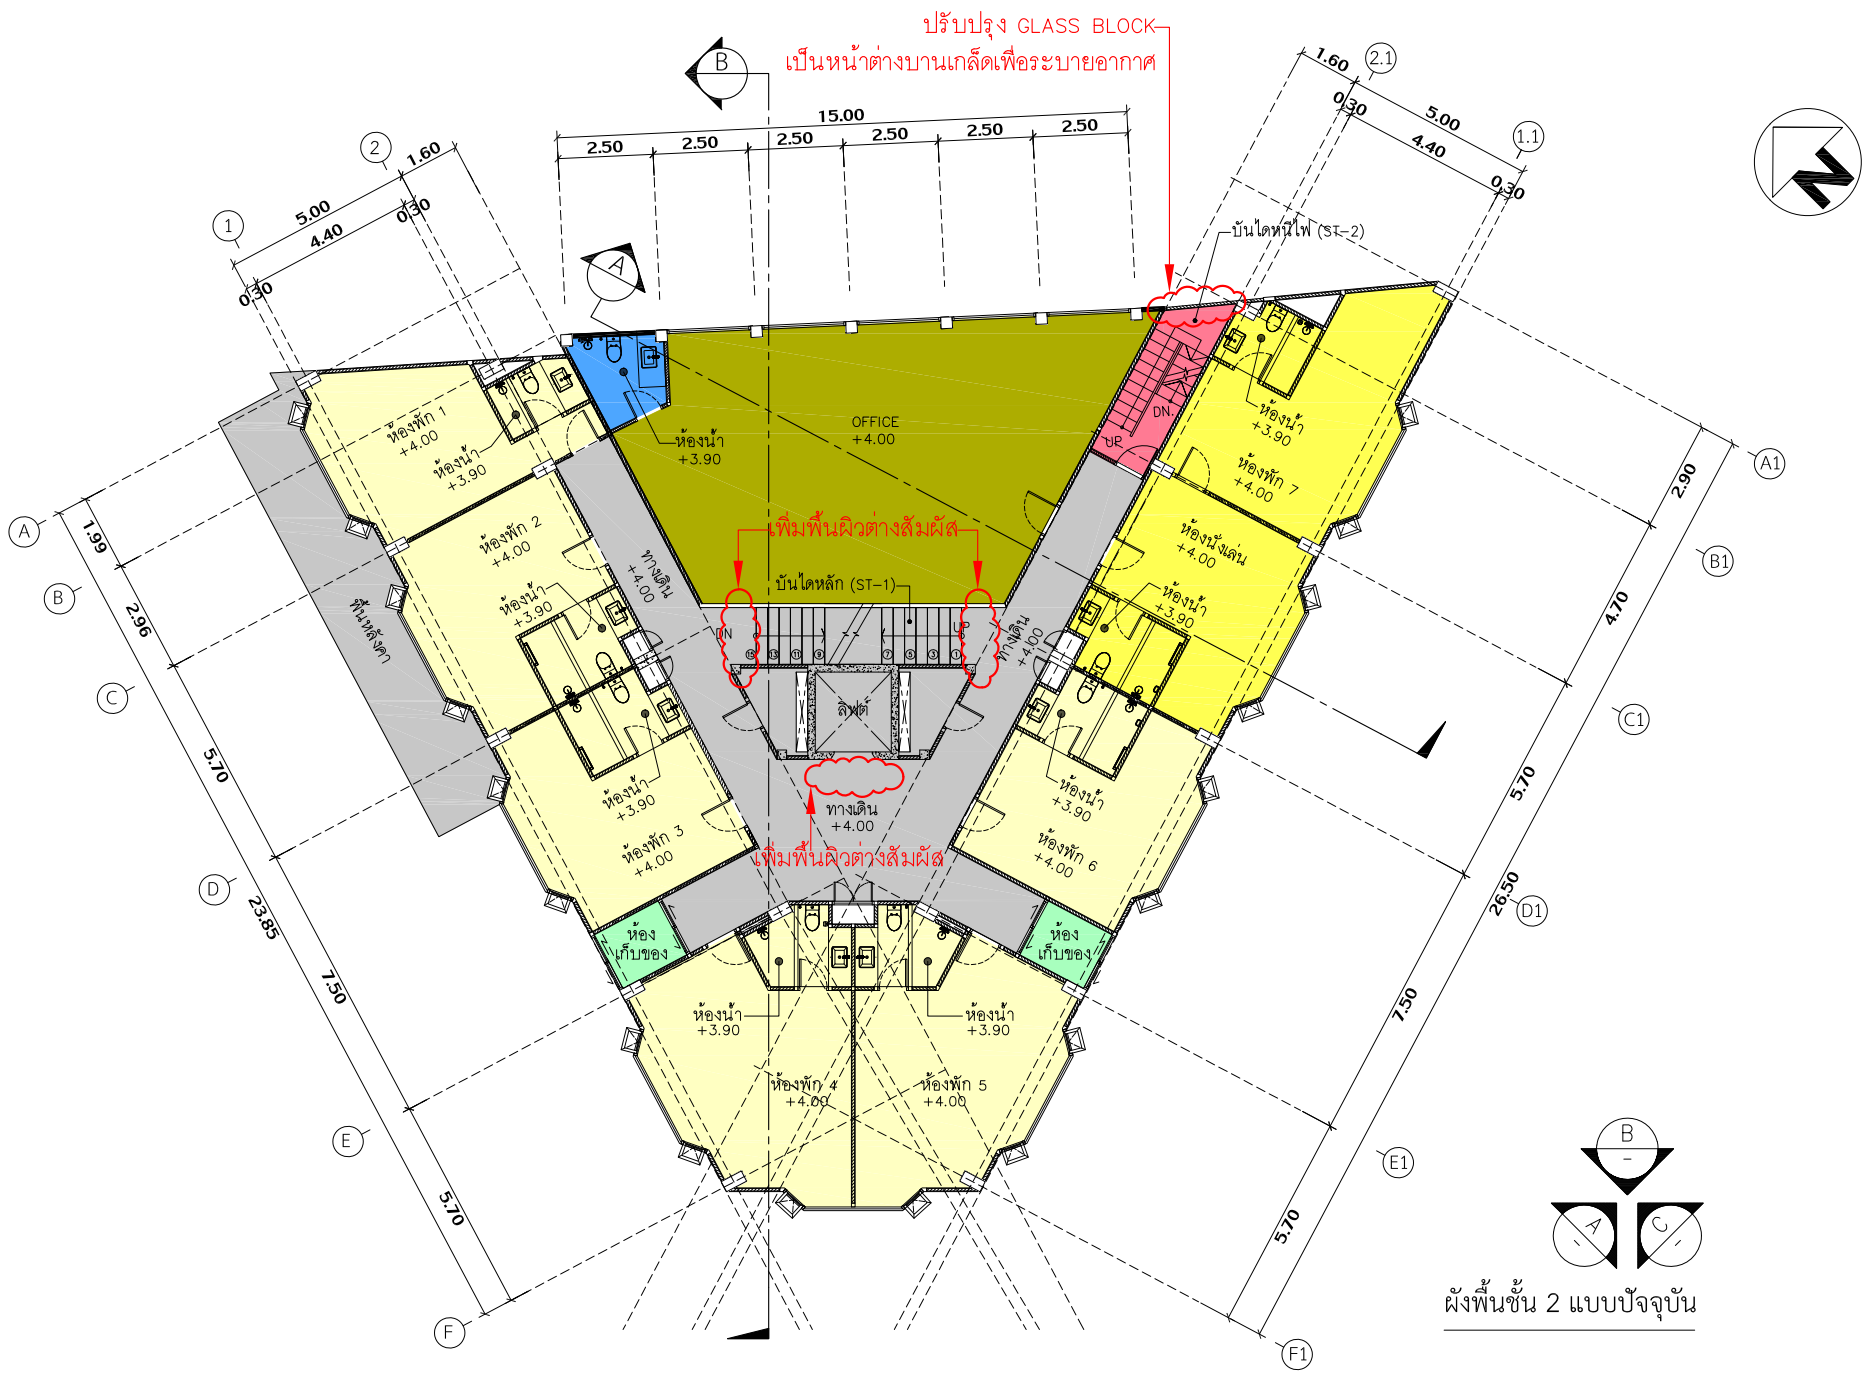 ปรับปรุง GLASS BLOCK
เป็นหน้าต่างบานเกล็ดเพื่อระบายอากาศ
B
2
1
2.1
1.1
1.60
5.00
4.40
0.30
0.30
15.00
2.50
2.50
2.50
2.50
2.50
2.50
1.60
0.30
5.00
4.40
0.30
N
A
บันไดหนีไฟ (ST-2)
ห้องพัก 1
+4.00
ห้องน้ำ
+3.90
ห้องน้ำ
+3.90
OFFICE
+4.00
DN.
UP
ห้องน้ำ
+3.90
ห้องพัก 7
+4.00
ห้องพัก 2
+4.00
ห้องน้ำ
+3.90
ทางเดิน
+4.00
เพิ่มพื้นผิวต่างสัมผัส
บันไดหลัก (ST-1)
DN
UP
15
13
11
9
7
5
3
1
ทางเดิน
+4.00
ห้องนั่งเล่น
+4.00
ห้องน้ำ
+3.90
พื้นหลังคา
ลิฟต์
ห้องน้ำ
+3.90
ห้องพัก 3
+4.00
ทางเดิน
+4.00
เพิ่มพื้นผิวต่างสัมผัส
ห้องน้ำ
+3.90
ห้องพัก 6
+4.00
ห้อง
เก็บของ
ห้อง
เก็บของ
ห้องน้ำ
+3.90
ห้องน้ำ
+3.90
ห้องพัก 4
+4.00
ห้องพัก 5
+4.00
A
B
C
D
E
F
1.99
2.96
5.70
23.85
7.50
5.70
A1
B1
C1
D1
E1
F1
2.90
4.70
5.70
26.50
7.50
5.70
B
-
A
-
C
-
ผังพื้นชั้น 2 แบบปัจจุบัน